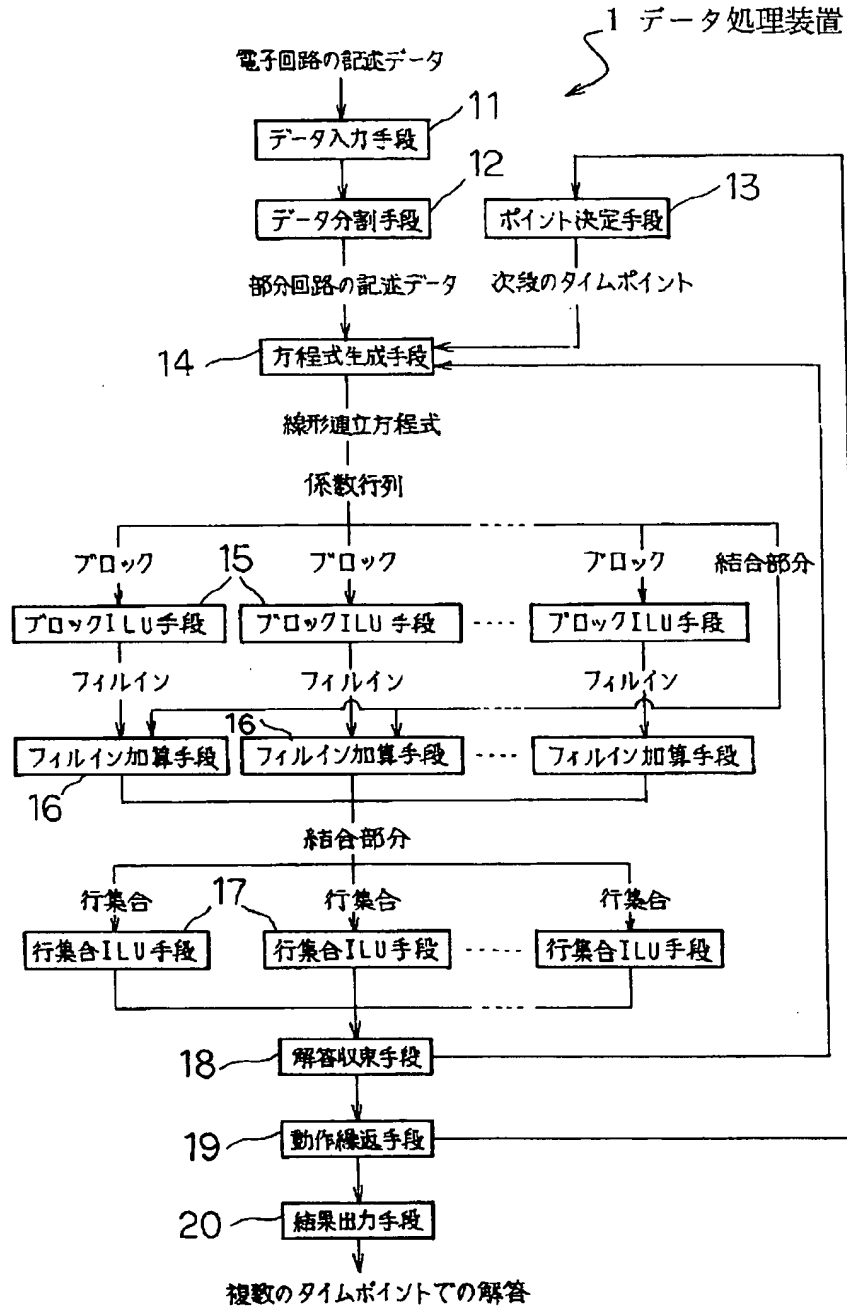 1 データ処理装置
電子回路の記述データ
データ入力手段
11
データ分割手段
12
ポイント決定手段
13
部分回路の記述データ
次段のタイムポイント
14
方程式生成手段
線形連立方程式
係数行列
ブロック
15
ブロック
ブロック
結合部分
ブロックILU手段
ブロックILU手段
ブロックILU手段
フィルイン
フィルイン
フィルイン
16
フィルイン加算手段
フィルイン加算手段
フィルイン加算手段
16
結合部分
行集合
17
行集合
行集合
行集合ILU手段
行集合ILU手段
行集合ILU手段
18
解答収束手段
19
動作繰返手段
20
結果出力手段
複数のタイムポイントでの解答